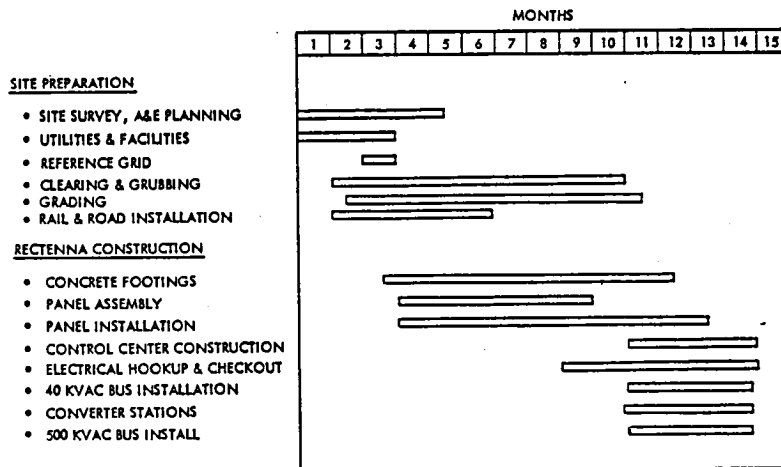 MONTHS
1 2 3 4 5 6 7 8 9 10 11 12 13 14 15
SITE PREPARATION
• SITE SURVEY, A&E PLANNING
• UTILITIES & FACILITIES
• REFERENCE GRID
• CLEARING & GRUBBING
• GRADING
• RAIL & ROAD INSTALLATION
RECTENNA CONSTRUCTION
• CONCRETE FOOTINGS
• PANEL ASSEMBLY
• PANEL INSTALLATION
• CONTROL CENTER CONSTRUCTION
• ELECTRICAL HOOKUP & CHECKOUT
• 40 KVAC BUS INSTALLATION
• CONVERTER STATIONS
• 500 KVAC BUS INSTALL